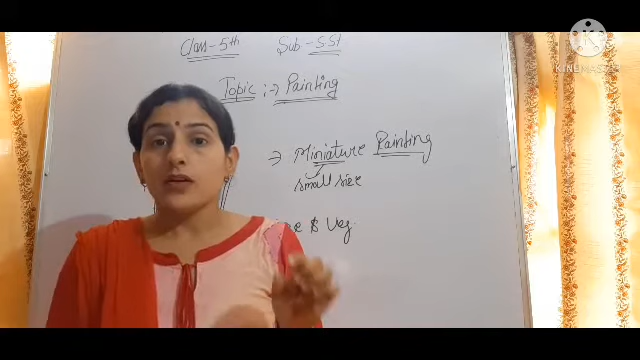 Class-5th Sub-S.St
Topic :→ Painting
→ Miniature Painting
small size
& Veg.
KINEMASTER